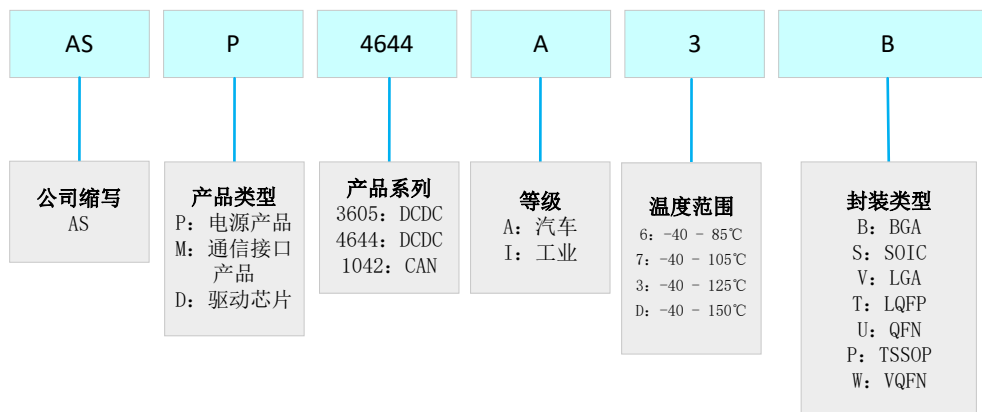 AS
P
4644
A
3
B
公司缩写
AS
产品类型
P：电源产品
M：通信接口
产品
D：驱动芯片
产品系列
3605：DCDC
4644：DCDC
1042：CAN
等级
A：汽车
I：工业
温度范围
6：-40 - 85℃
7：-40 - 105℃
3：-40 - 125℃
D：-40 - 150℃
封装类型
B：BGA
S：SOIC
V：LGA
T：LQFP
U：QFN
P：TSSOP
W：VQFN